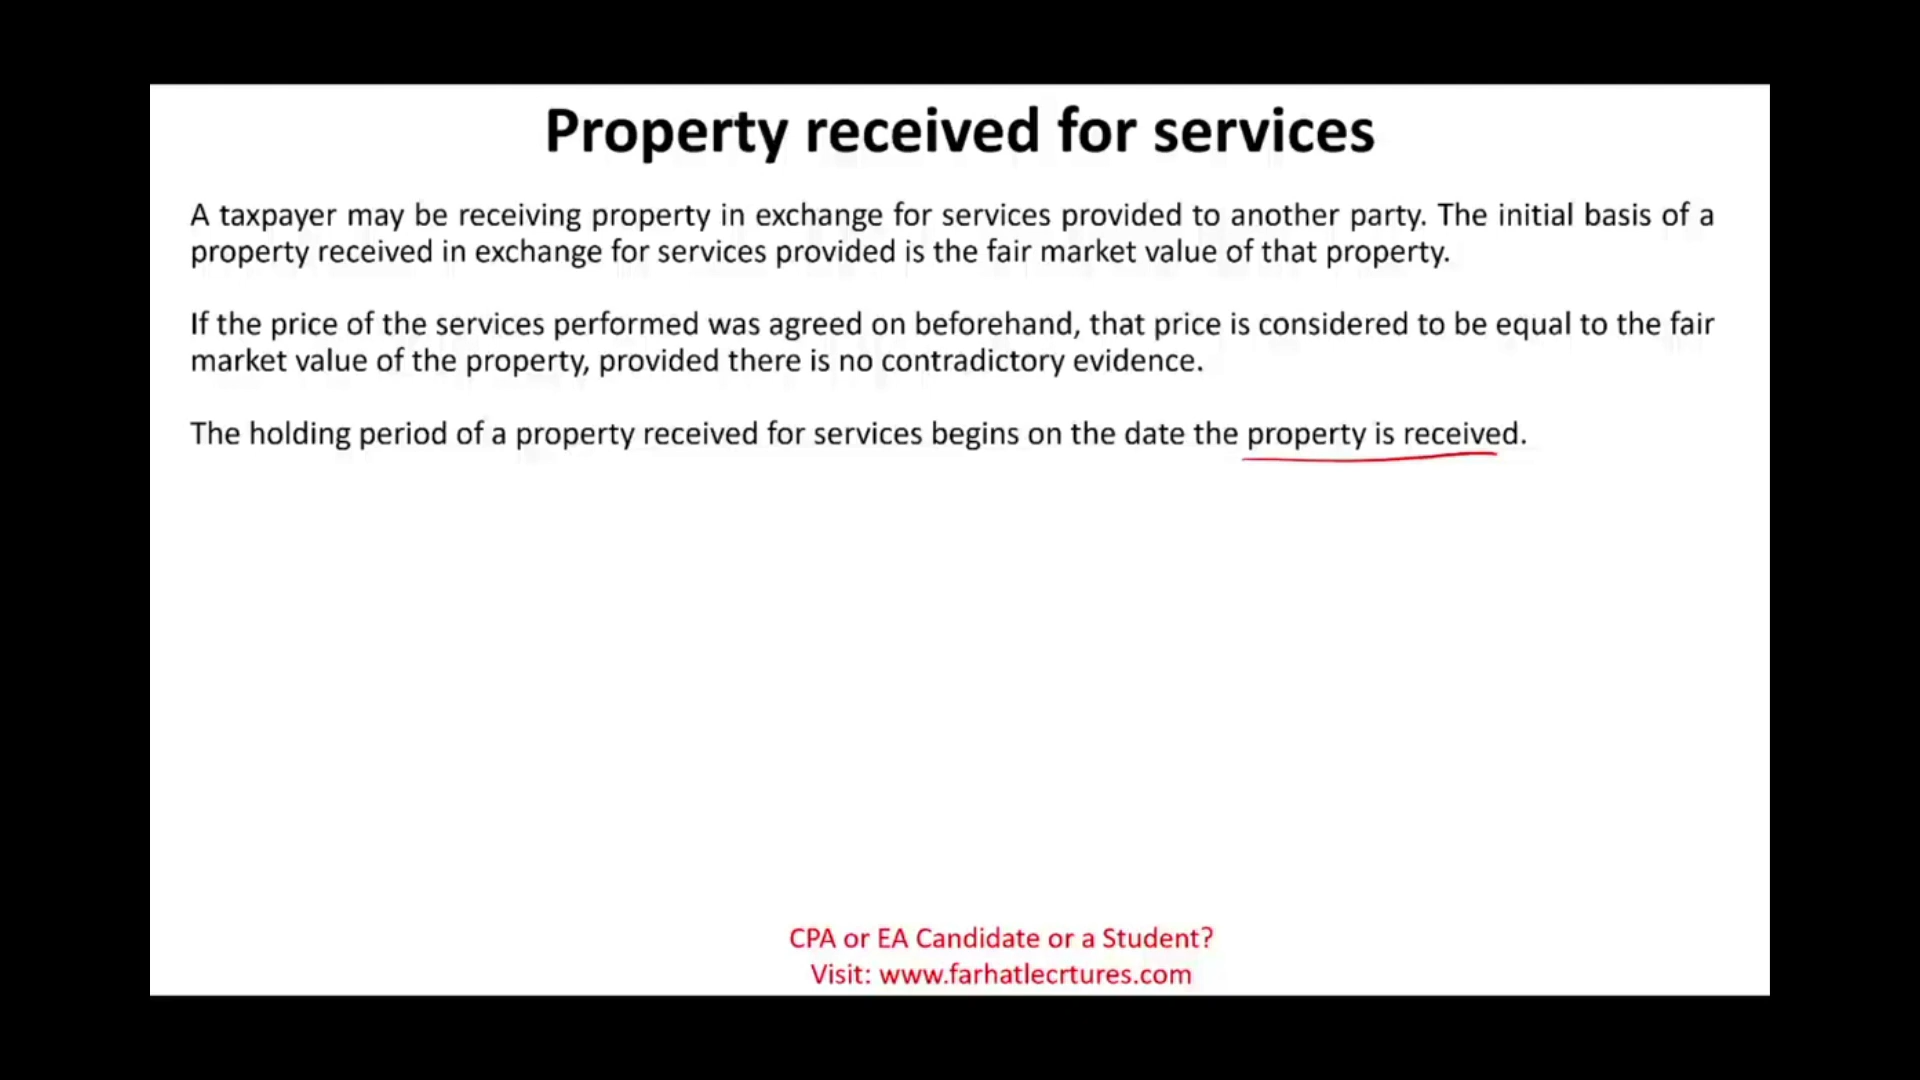 Property received for services
A taxpayer may be receiving property in exchange for services provided to another party. The initial basis of a
property received in exchange for services provided is the fair market value of that property.
If the price of the services performed was agreed on beforehand, that price is considered to be equal to the fair
market value of the property, provided there is no contradictory evidence.
The holding period of a property received for services begins on the date the property is received.
CPA or EA Candidate or a Student?
Visit: www.farhatlecrtures.com